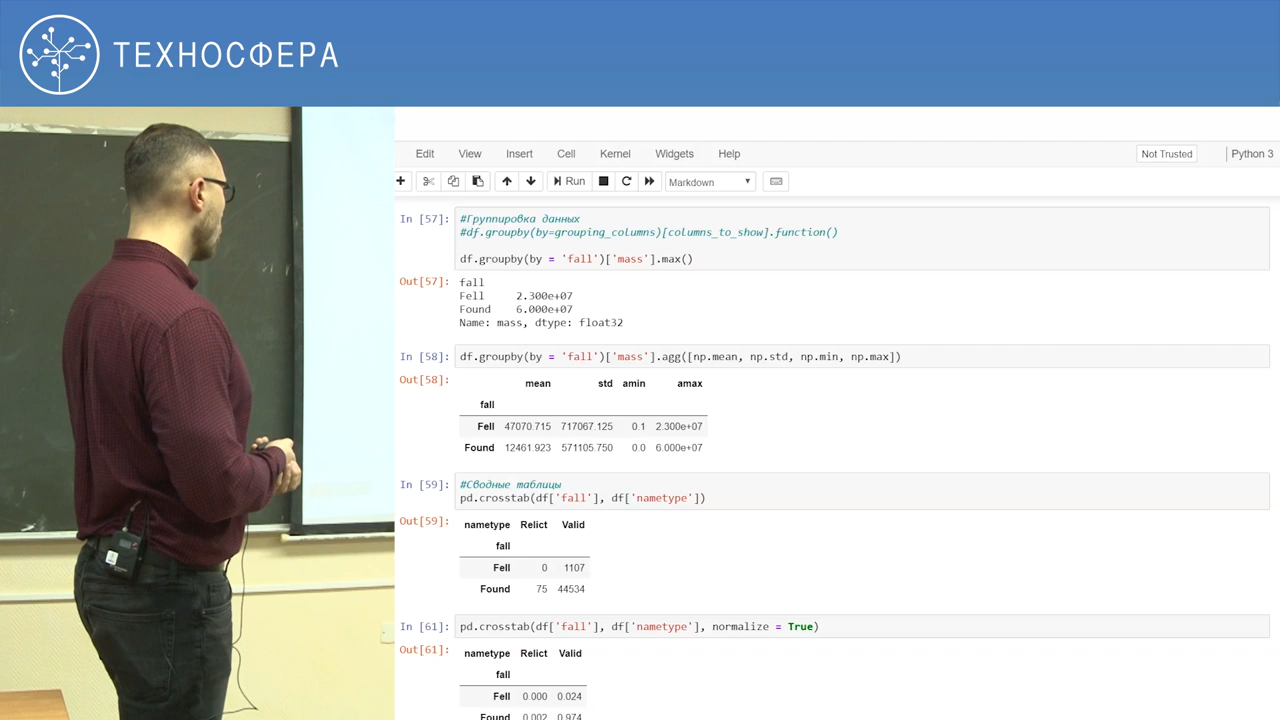 ТЕХНОСФЕРА
Edit View Insert Cell Kernel Widgets Help Not Trusted Python 3
Run Markdown
In [57]: #Группировка данных
#df.groupby(by=grouping_columns)[columns_to_show].function()
df.groupby(by = 'fall')['mass'].max()
Out[57]: fall
Fell 2.300e+07
Found 6.000e+07
Name: mass, dtype: float32
In [58]: df.groupby(by = 'fall')['mass'].agg([np.mean, np.std, np.min, np.max])
Out[58]:
mean std amin amax
fall
Fell 47070.715 717067.125 0.1 2.300e+07
Found 12461.923 571105.750 0.0 6.000e+07
In [59]: #Сводные таблицы
pd.crosstab(df['fall'], df['nametype'])
Out[59]:
nametype Relict Valid
fall
Fell 0 1107
Found 75 44534
In [61]: pd.crosstab(df['fall'], df['nametype'], normalize = True)
Out[61]:
nametype Relict Valid
fall
Fell 0.000 0.024
Found 0.002 0.974